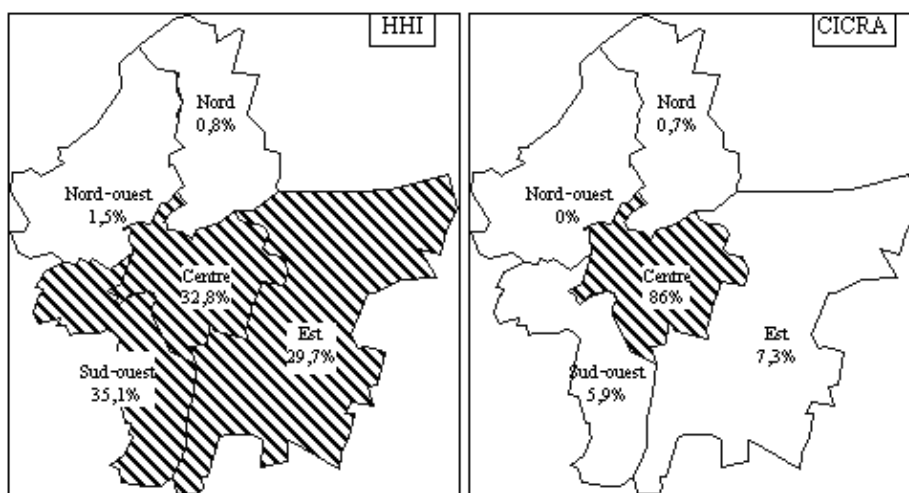 HHI
Nord
0,8%
Nord-ouest
1,5%
Centre
32,8%
Est
29,7%
Sud-ouest
35,1%
CICRA
Nord
0,7%
Nord-ouest
0%
Centre
86%
Est
7,3%
Sud-ouest
5,9%